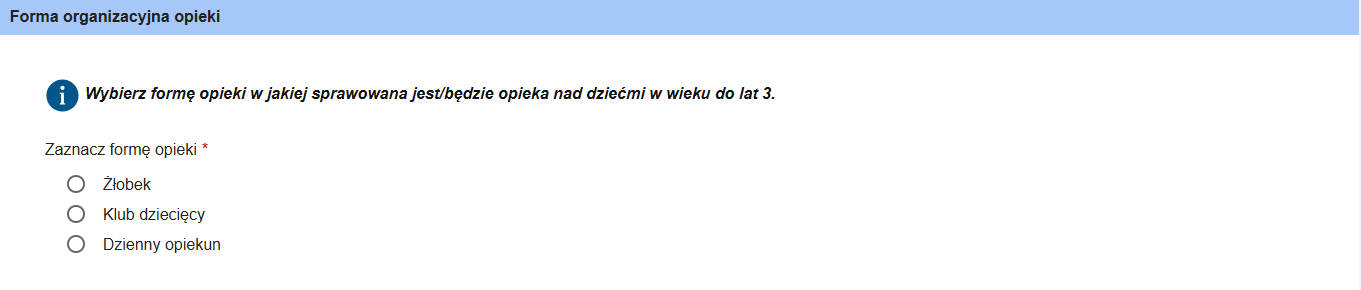 Forma organizacyjna opieki
Wybierz formę opieki w jakiej sprawowana jest/będzie opieka nad dziećmi w wieku do lat 3.
Zaznacz formę opieki *
Żłobek
Klub dziecięcy
Dzienny opiekun